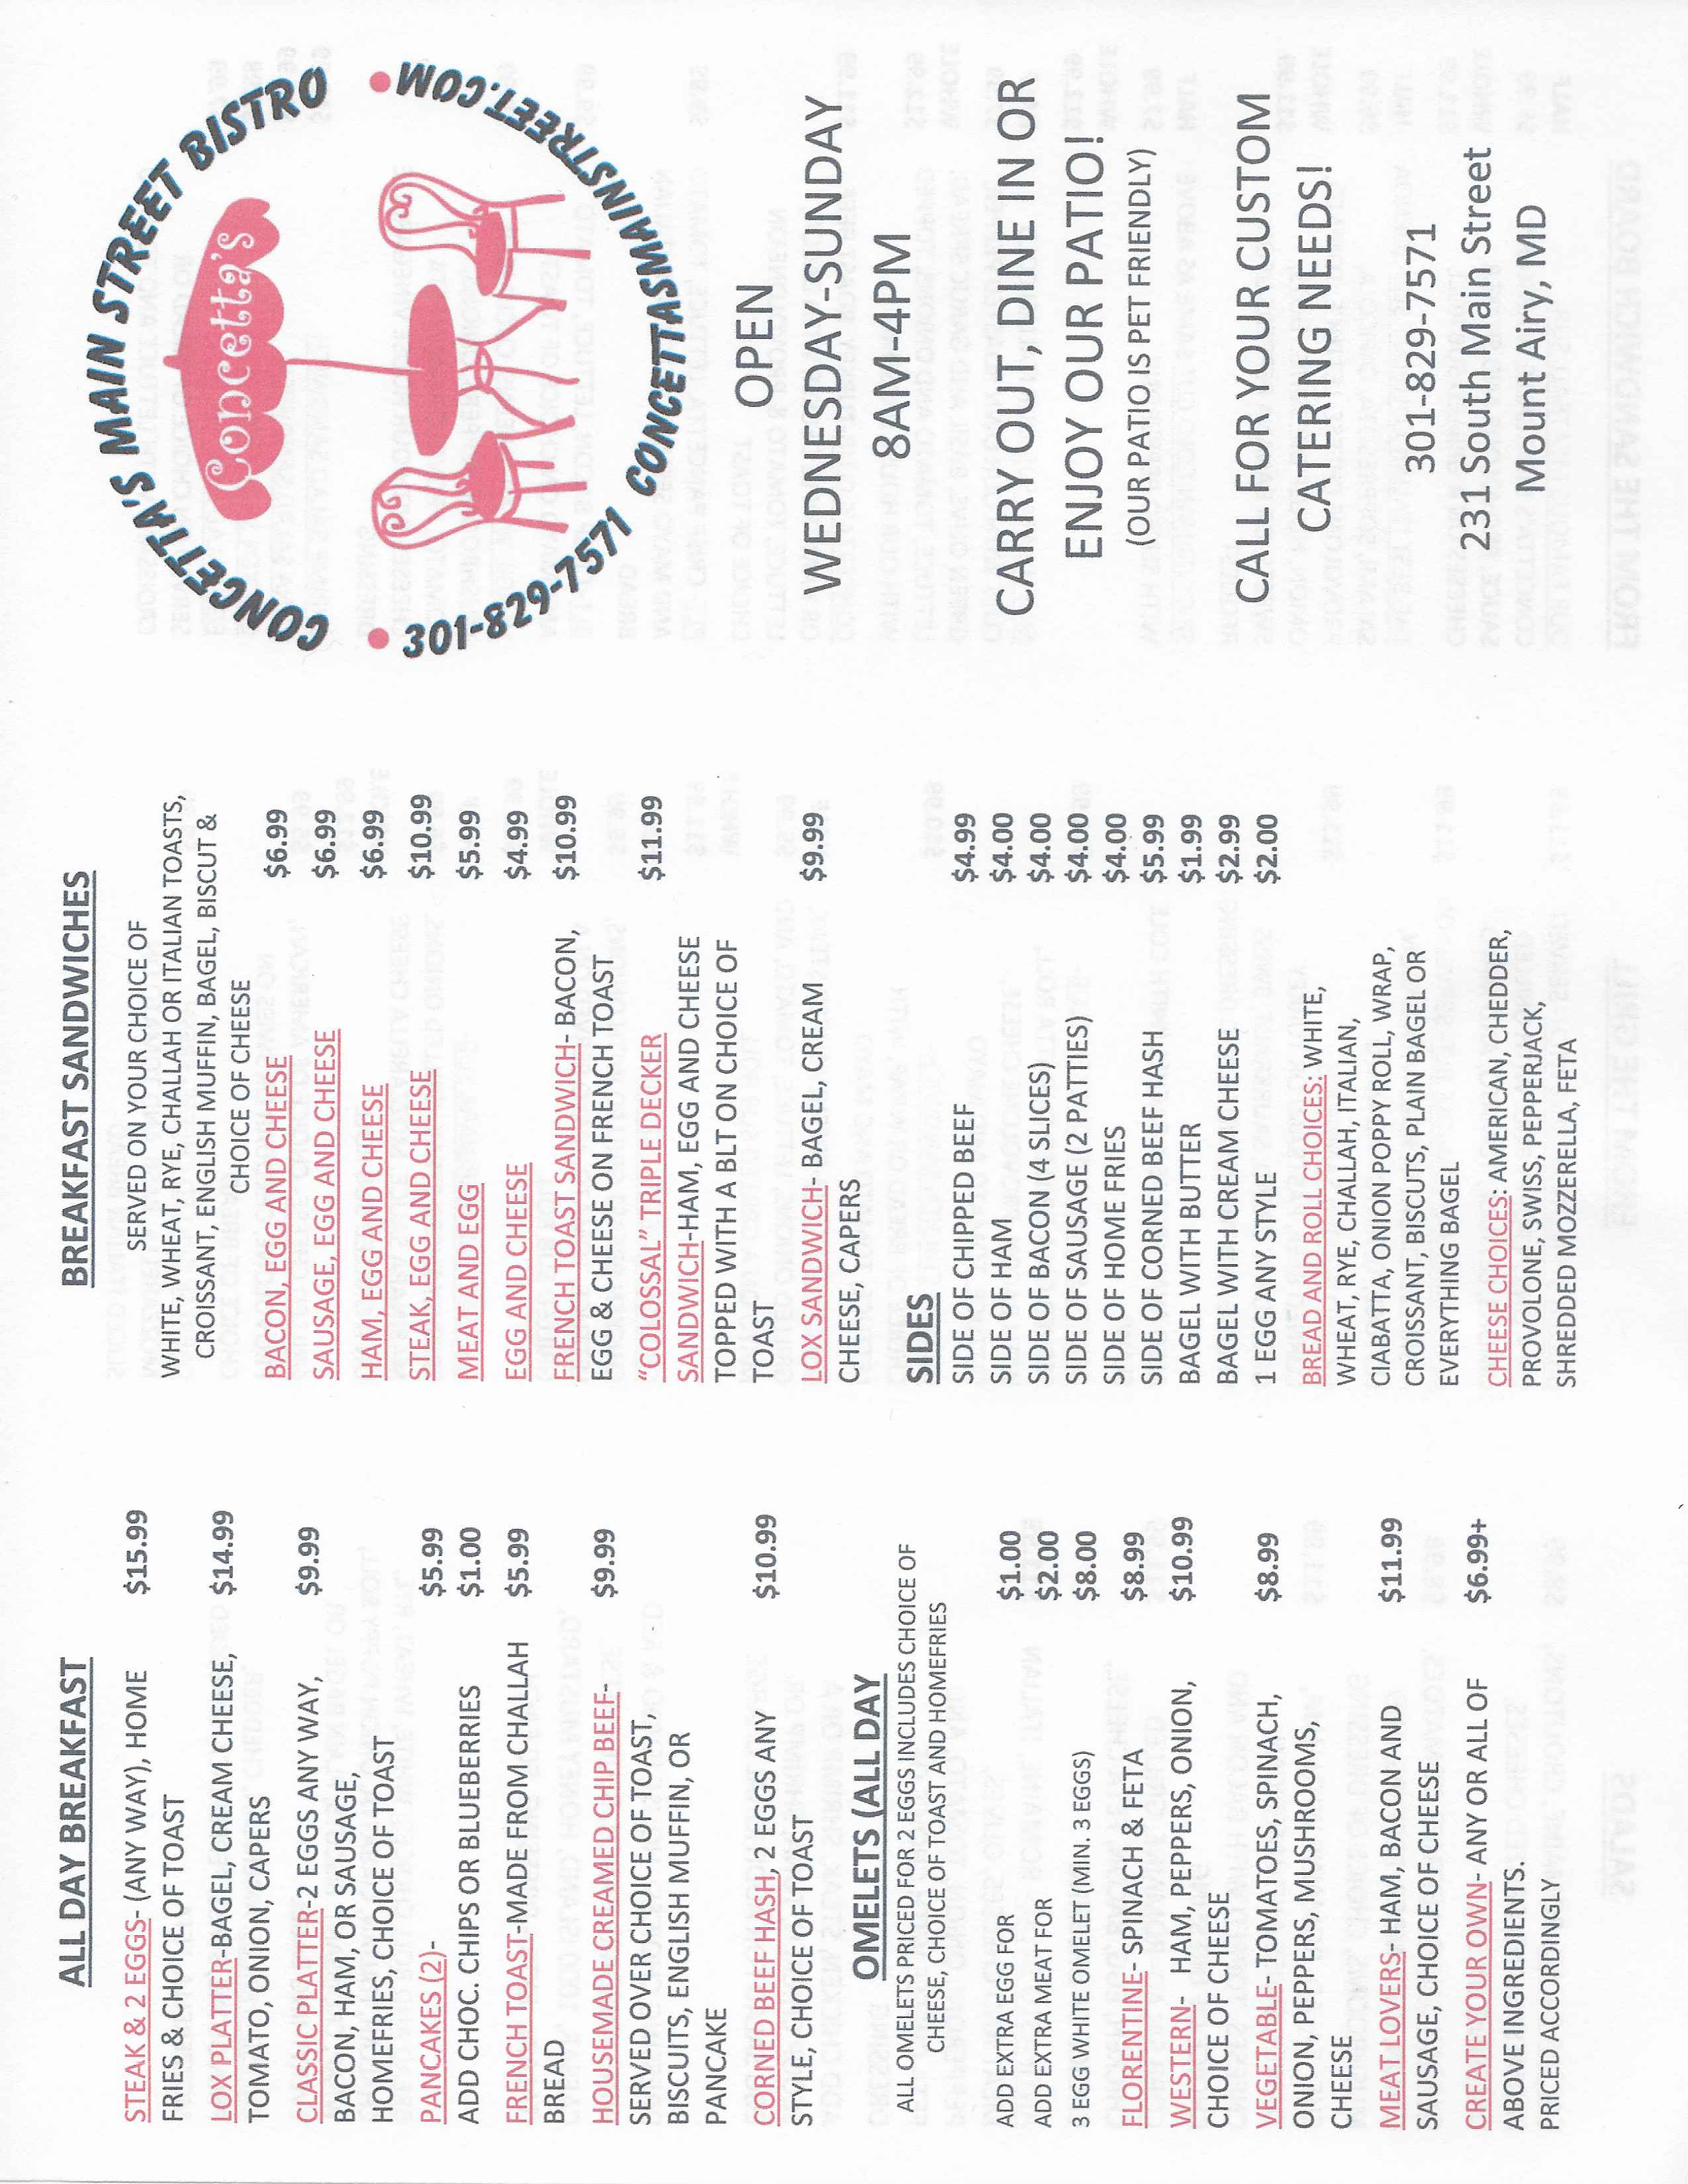 ALL DAY BREAKFAST
STEAK & 2 EGGS- (ANY WAY), HOME $15.99
FRIES & CHOICE OF TOAST
LOX PLATTER-BAGEL, CREAM CHEESE, $14.99
TOMATO, ONION, CAPERS
CLASSIC PLATTER-2 EGGS ANY WAY, $9.99
BACON, HAM, OR SAUSAGE,
HOMEFRIES, CHOICE OF TOAST
PANCAKES (2)- $5.99
ADD CHOC. CHIPS OR BLUEBERRIES $1.00
FRENCH TOAST-MADE FROM CHALLAH $5.99
BREAD
HOUSEMADE CREAMED CHIP BEEF- $9.99
SERVED OVER CHOICE OF TOAST,
BISCUITS, ENGLISH MUFFIN, OR
PANCAKE
CORNED BEEF HASH, 2 EGGS ANY $10.99
STYLE, CHOICE OF TOAST
OMELETS (ALL DAY
ALL OMELETS PRICED FOR 2 EGGS INCLUDES CHOICE OF
CHEESE, CHOICE OF TOAST AND HOMEFRIES
ADD EXTRA EGG FOR $1.00
ADD EXTRA MEAT FOR $2.00
3 EGG WHITE OMELET (MIN. 3 EGGS) $8.00
FLORENTINE- SPINACH & FETA $8.99
WESTERN- HAM, PEPPERS, ONION, $10.99
CHOICE OF CHEESE
VEGETABLE- TOMATOES, SPINACH, $8.99
ONION, PEPPERS, MUSHROOMS,
CHEESE
MEAT LOVERS- HAM, BACON AND $11.99
SAUSAGE, CHOICE OF CHEESE
CREATE YOUR OWN- ANY OR ALL OF $6.99+
ABOVE INGREDIENTS.
PRICED ACCORDINGLY
BREAKFAST SANDWICHES
SERVED ON YOUR CHOICE OF
WHITE, WHEAT, RYE, CHALLAH OR ITALIAN TOASTS,
CROISSANT, ENGLISH MUFFIN, BAGEL, BISCUT &
CHOICE OF CHEESE
BACON, EGG AND CHEESE $6.99
SAUSAGE, EGG AND CHEESE $6.99
HAM, EGG AND CHEESE $6.99
STEAK, EGG AND CHEESE $10.99
MEAT AND EGG $5.99
EGG AND CHEESE $4.99
FRENCH TOAST SANDWICH- BACON, $10.99
EGG & CHEESE ON FRENCH TOAST
“COLOSSAL” TRIPLE DECKER $11.99
SANDWICH-HAM, EGG AND CHEESE
TOPPED WITH A BLT ON CHOICE OF
TOAST
LOX SANDWICH- BAGEL, CREAM $9.99
CHEESE, CAPERS
SIDES
SIDE OF CHIPPED BEEF $4.99
SIDE OF HAM $4.00
SIDE OF BACON (4 SLICES) $4.00
SIDE OF SAUSAGE (2 PATTIES) $4.00
SIDE OF HOME FRIES $4.00
SIDE OF CORNED BEEF HASH $5.99
BAGEL WITH BUTTER $1.99
BAGEL WITH CREAM CHEESE $2.99
1 EGG ANY STYLE $2.00
BREAD AND ROLL CHOICES: WHITE,
WHEAT, RYE, CHALLAH, ITALIAN,
CIABATTA, ONION POPPY ROLL, WRAP,
CROISSANT, BISCUTS, PLAIN BAGEL OR
EVERYTHING BAGEL
CHEESE CHOICES: AMERICAN, CHEDDER,
PROVOLONE, SWISS, PEPPERJACK,
SHREDDED MOZZERELLA, FETA
CONCETTA'S MAIN STREET BISTRO
Concetta's
301-829-7571 CONCETTASMAINSTREET.COM
OPEN
WEDNESDAY-SUNDAY
8AM-4PM
CARRY OUT, DINE IN OR
ENJOY OUR PATIO!
(OUR PATIO IS PET FRIENDLY)
CALL FOR YOUR CUSTOM
CATERING NEEDS!
301-829-7571
231 South Main Street
Mount Airy, MD